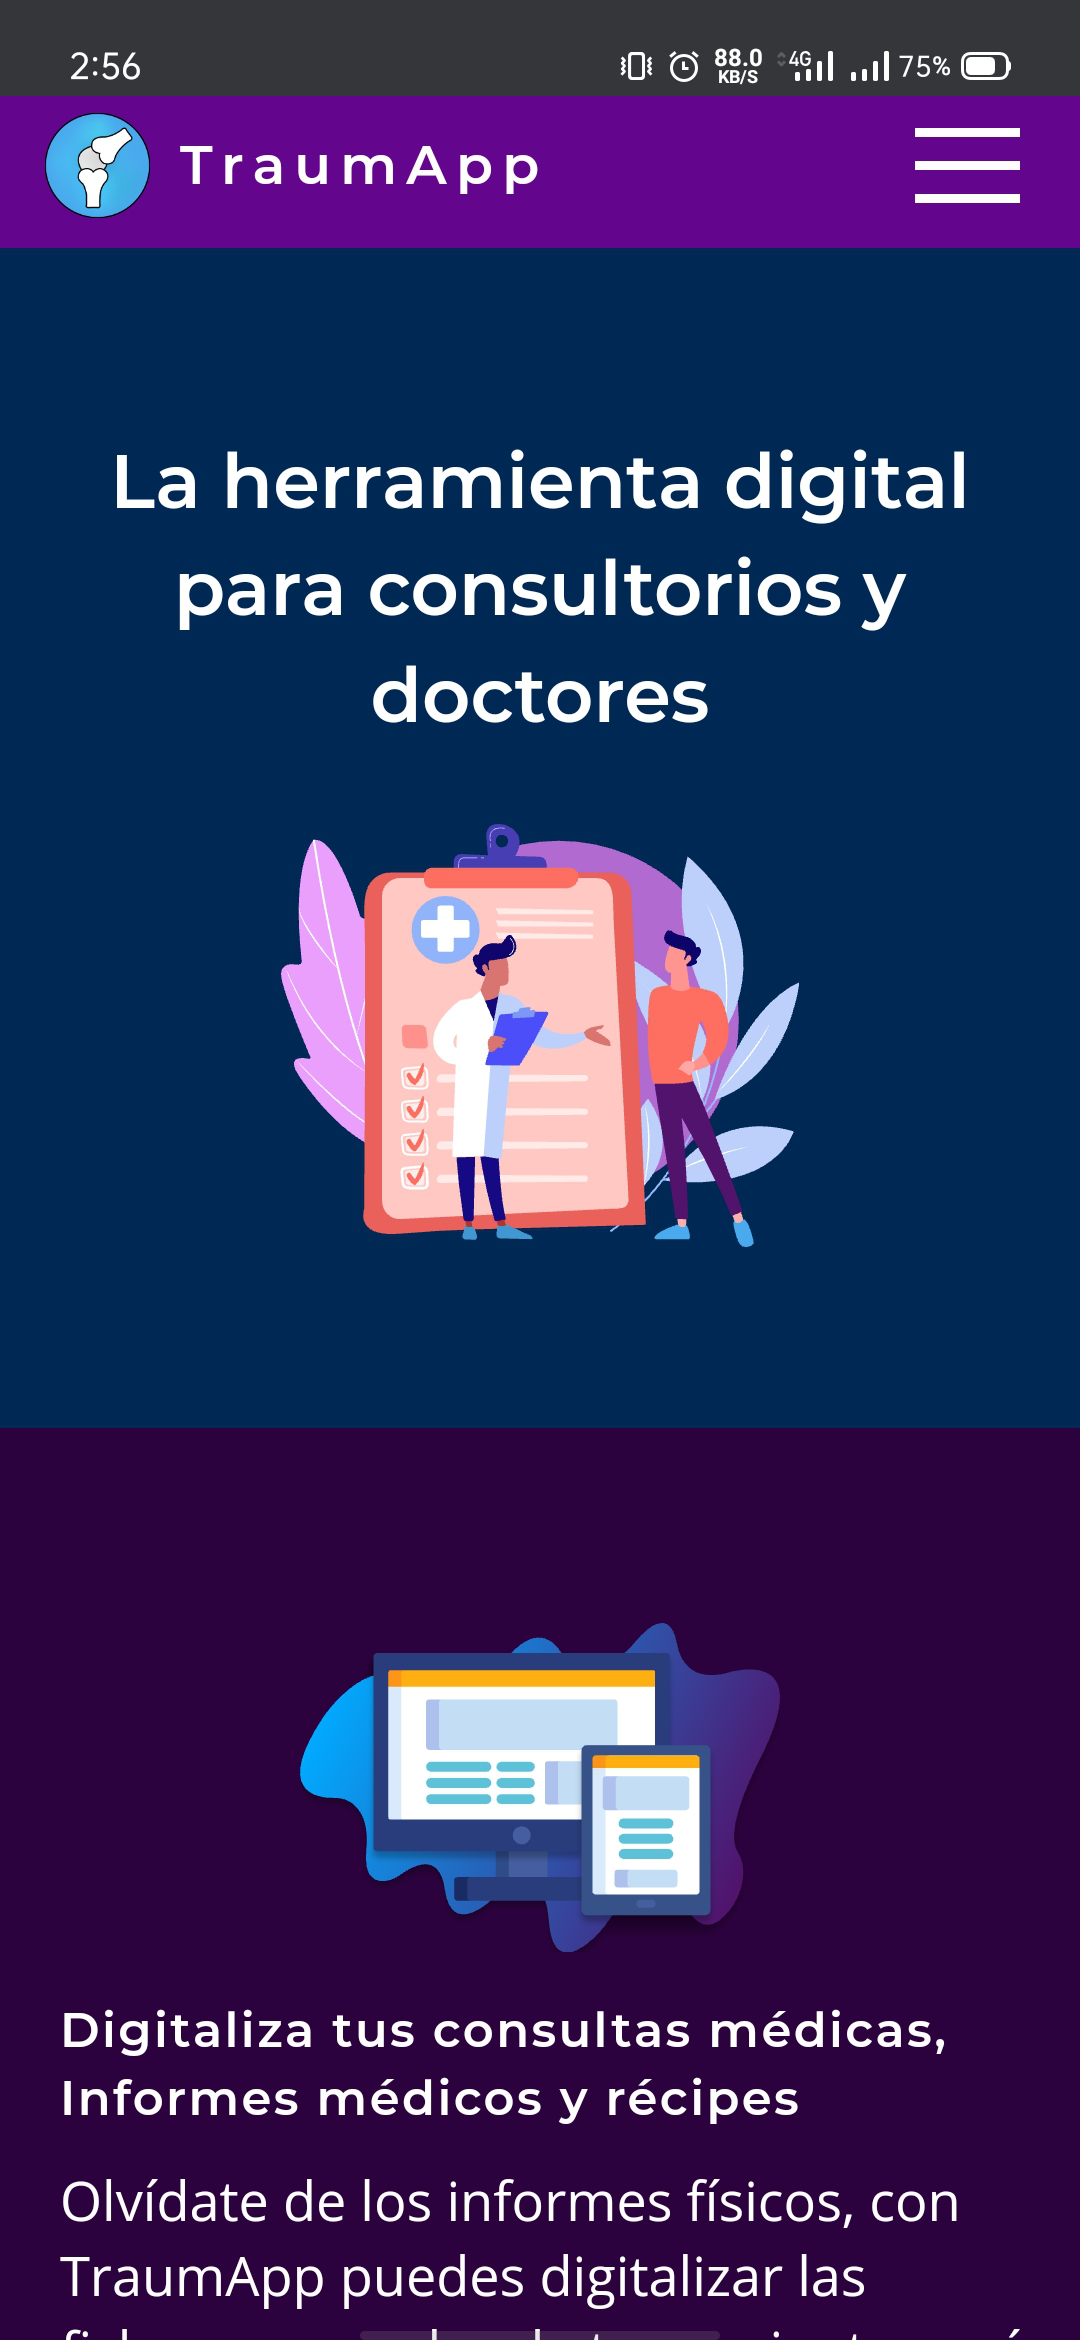 2:56
88.0
KB/S
4G
75%
TraumApp
La herramienta digital
para consultorios y
doctores
Digitaliza tus consultas médicas,
Informes médicos y récipes
Olvídate de los informes físicos, con
TraumApp puedes digitalizar las